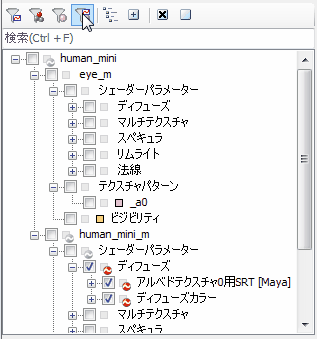 検索(Ctrl + F)
human_mini
eye_m
シェーダーパラメーター
ディフューズ
マルチテクスチャ
スペキュラ
リムライト
法線
テクスチャパターン
_a0
ビジビリティ
human_mini_m
シェーダーパラメーター
ディフューズ
アルベドテクスチャ0用SRT [Maya]
ディフューズカラー
マルチテクスチャ
スペキュラ